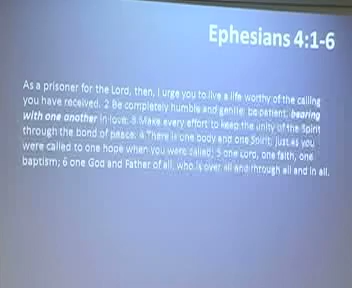 Ephesians 4:1-6
As a prisoner for the Lord, then, I urge you to live a life worthy of the calling
you have received. 2 Be completely humble and gentle; be patient, bearing
with one another in love. 3 Make every effort to keep the unity of the Spirit
through the bond of peace. 4 There is one body and one Spirit, just as you
were called to one hope when you were called; 5 one Lord, one faith, one
baptism; 6 one God and Father of all, who is over all and through all and in all.